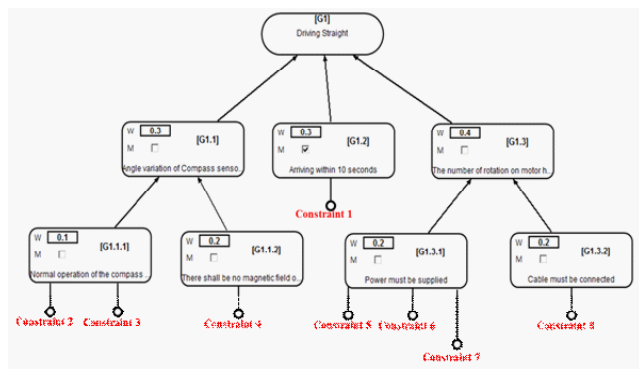 [G1]
Driving Straight
W 0.3
[G1.1]
M
Angle variation of Compass senso...
W 0.3
[G1.2]
M
Arriving within 10 seconds
W 0.4
[G1.3]
M
The number of rotation on motor h...
Constraint 1
W 0.1
[G1.1.1]
M
Normal operation of the compass ...
W 0.2
[G1.1.2]
M
There shall be no magnetic field o...
W 0.2
[G1.3.1]
M
Power must be supplied
W 0.2
[G1.3.2]
M
Cable must be connected
Constraint 2
Constraint 3
Constraint 4
Constraint 5
Constraint 6
Constraint 7
Constraint 8